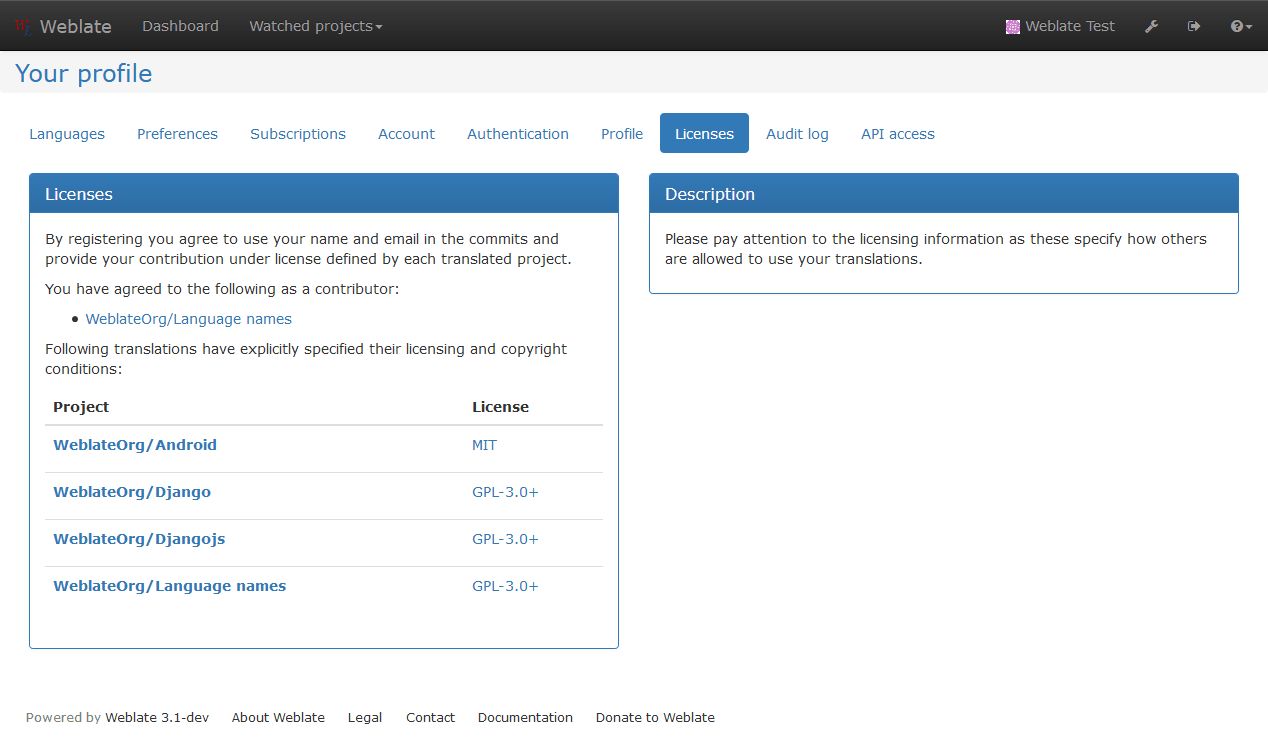 Weblate Dashboard Watched projects Weblate Test
Your profile
Languages Preferences Subscriptions Account Authentication Profile Licenses Audit log API access
Licenses
By registering you agree to use your name and email in the commits and
provide your contribution under license defined by each translated project.
You have agreed to the following as a contributor:
• WeblateOrg/Language names
Following translations have explicitly specified their licensing and copyright
conditions:
Project License
WeblateOrg/Android MIT
WeblateOrg/Django GPL-3.0+
WeblateOrg/Djangojs GPL-3.0+
WeblateOrg/Language names GPL-3.0+
Description
Please pay attention to the licensing information as these specify how others
are allowed to use your translations.
Powered by Weblate 3.1-dev About Weblate Legal Contact Documentation Donate to Weblate